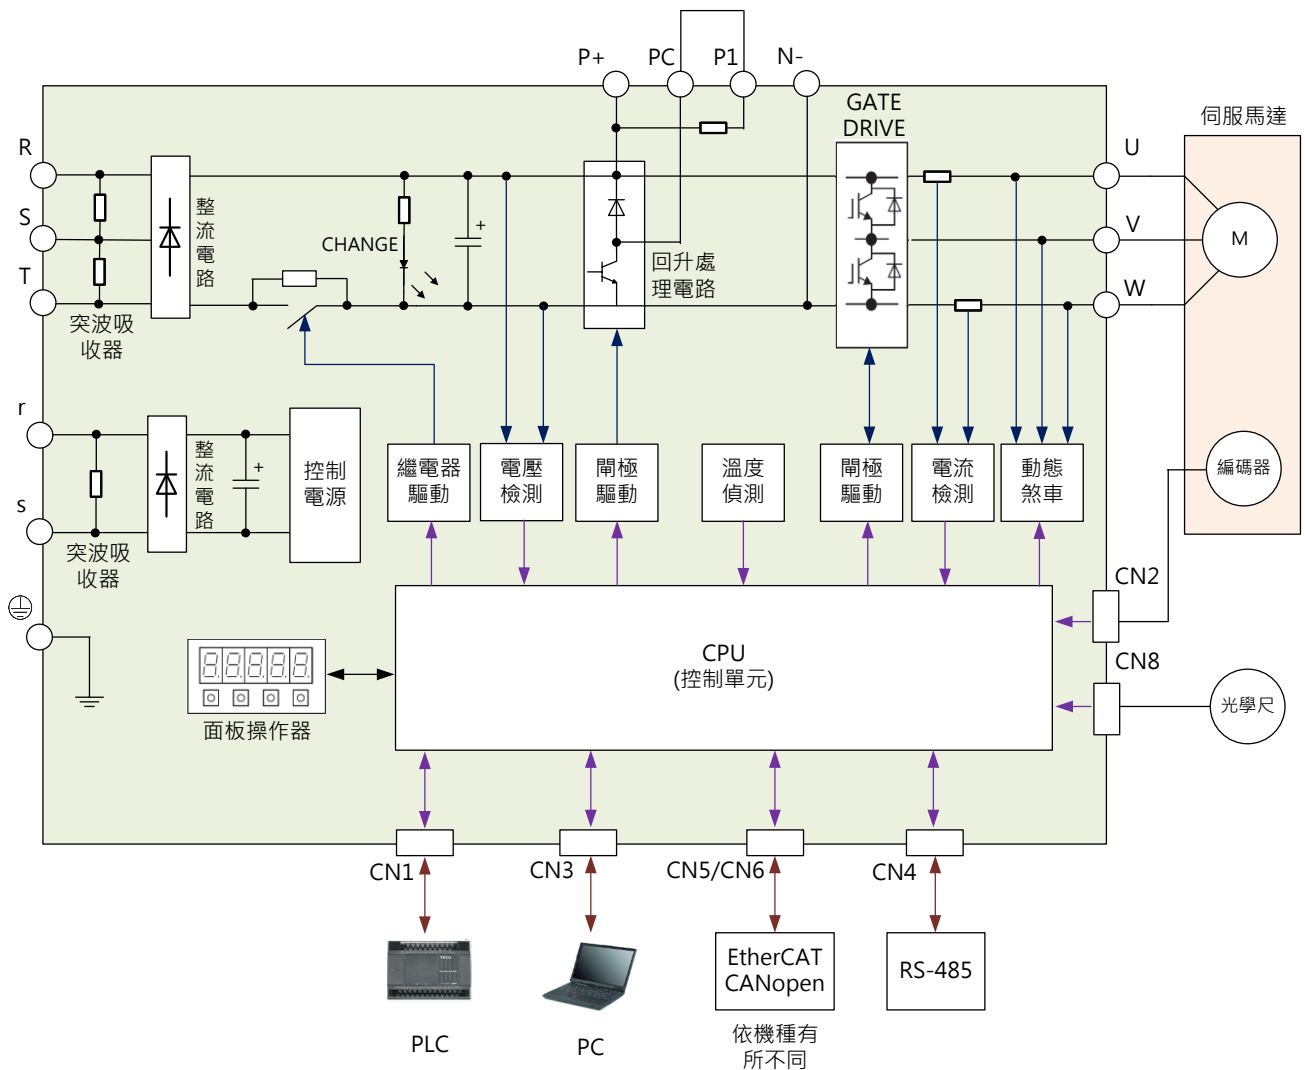 P+
PC
P1
N-
GATE
DRIVE
伺服馬達
R
S
T
整
流
電
路
CHANGE
+
回升處
理電路
U
V
W
M
突波吸
收器
r
s
整
流
電
路
+
控制
電源
突波吸
收器
繼電器
驅動
電壓
檢測
閘極
驅動
溫度
偵測
閘極
驅動
電流
檢測
動態
煞車
編碼器
CN2
CN8
光學尺
CPU
(控制單元)
88888
面板操作器
CN1
CN3
CN5/CN6
CN4
PLC
PC
EtherCAT
CANopen
RS-485
依機種有
所不同